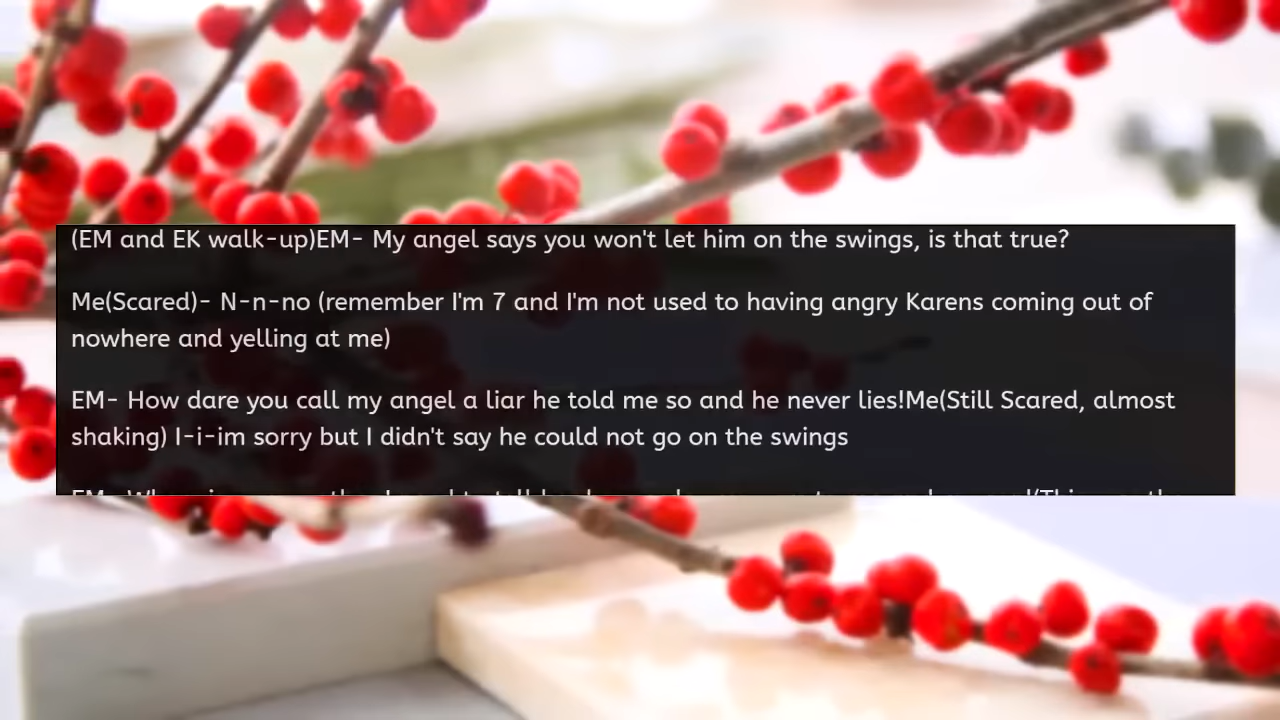 (EM and EK walk-up)EM- My angel says you won't let him on the swings, is that true?
Me(Scared)- N-n-no (remember I'm 7 and I'm not used to having angry Karens coming out of
nowhere and yelling at me)
EM- How dare you call my angel a liar he told me so and he never lies!Me(Still Scared, almost
shaking) I-i-im sorry but I didn't say he could not go on the swings